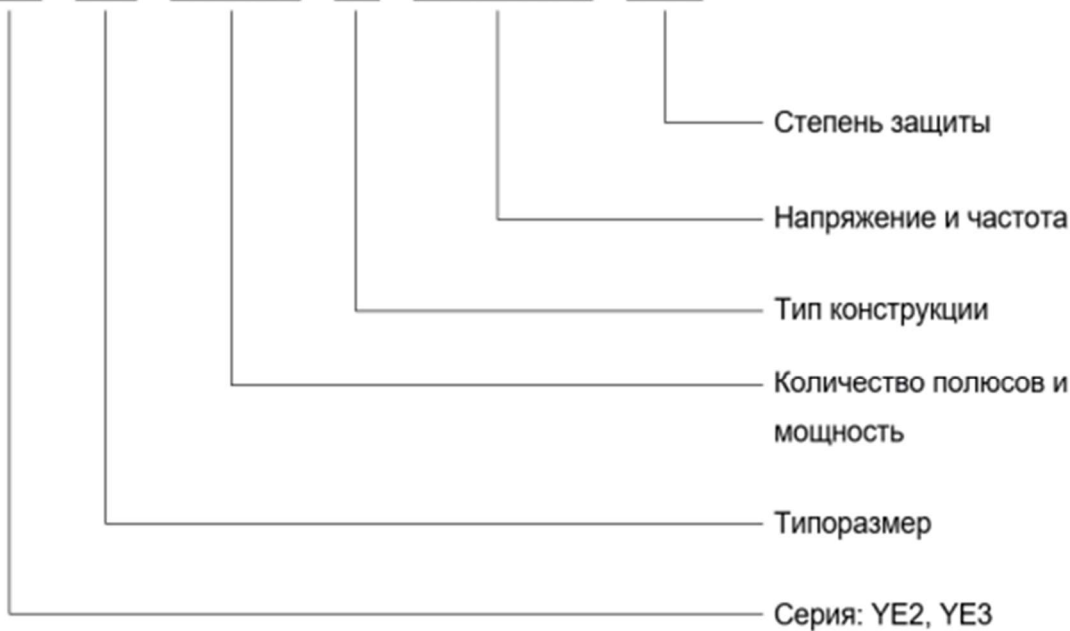 Степень защиты
Напряжение и частота
Тип конструкции
Количество полюсов и
мощность
Типоразмер
Серия: YE2, YE3